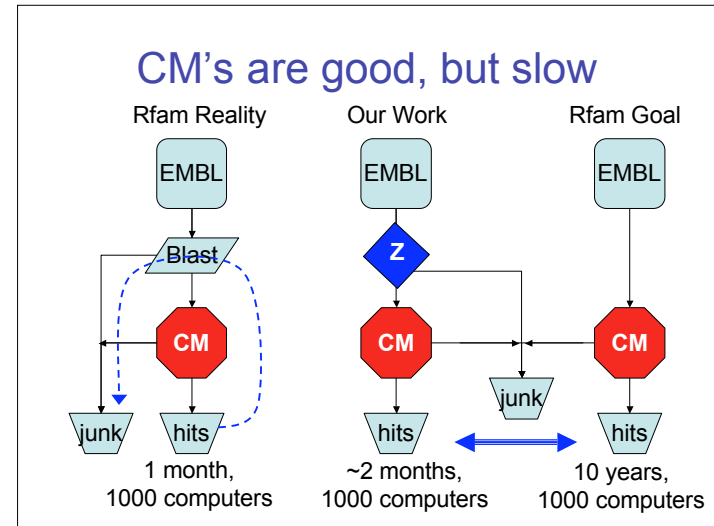 CM's are good, but slow
Rfam Reality
Our Work
Rfam Goal
EMBL
EMBL
EMBL
Blast
Z
CM
CM
CM
junk
hits
hits
junk
hits
1 month,
1000 computers
~2 months,
1000 computers
10 years,
1000 computers